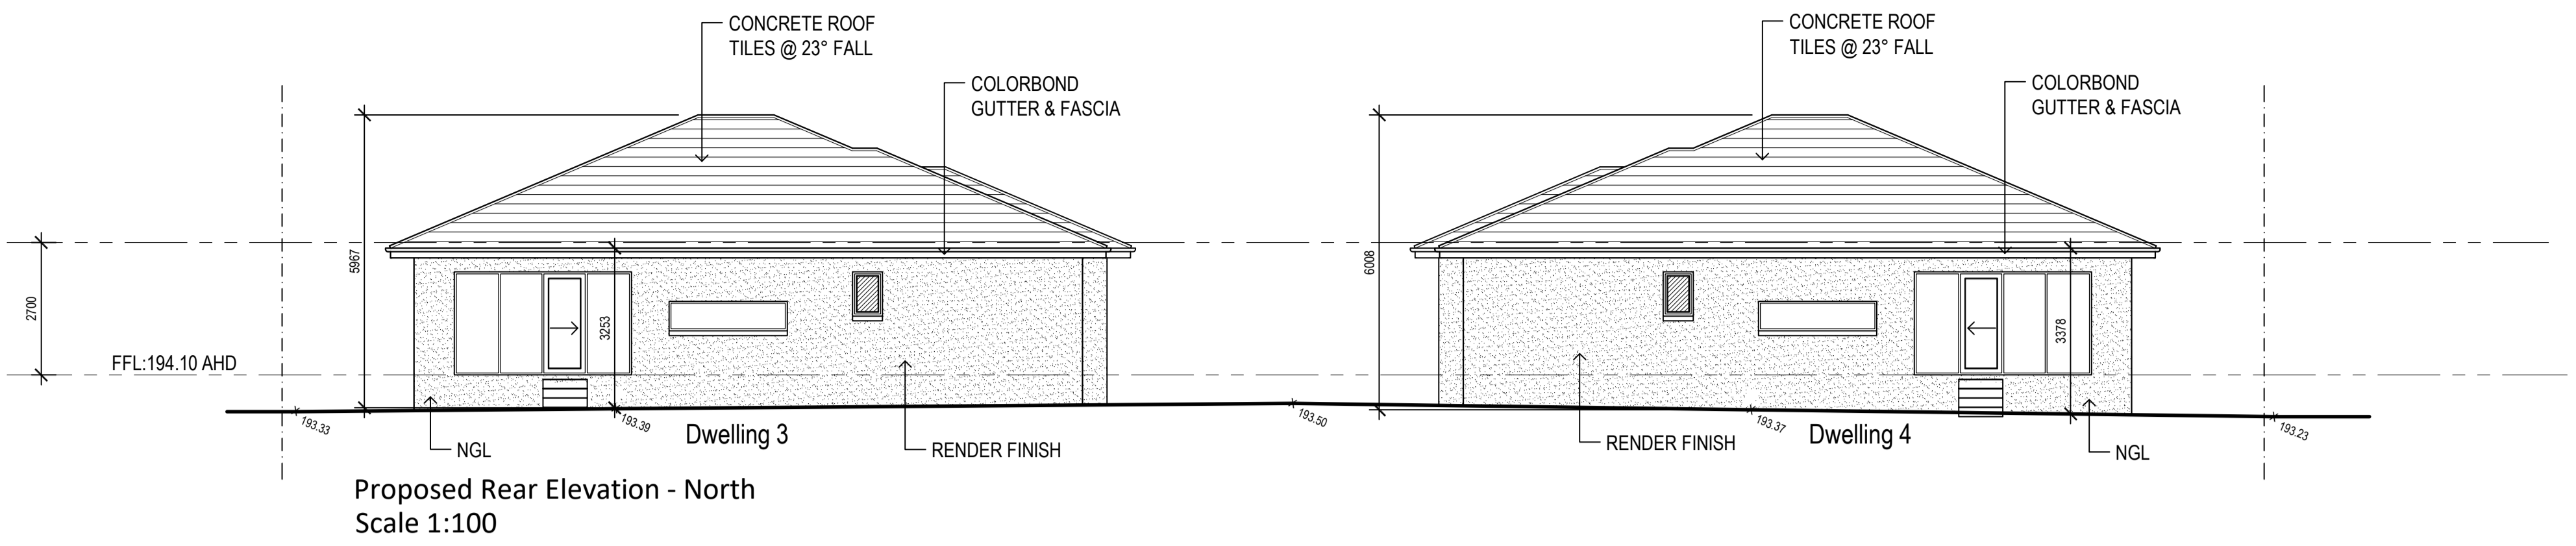 CONCRETE ROOF
TILES @ 23° FALL
COLORBOND
GUTTER & FASCIA
CONCRETE ROOF
TILES @ 23° FALL
COLORBOND
GUTTER & FASCIA
5967
6008
2700
3253
3378
FFL:194.10 AHD
193.33
193.39
193.50
193.37
193.23
NGL
Dwelling 3
RENDER FINISH
RENDER FINISH
Dwelling 4
NGL
Proposed Rear Elevation - North
Scale 1:100